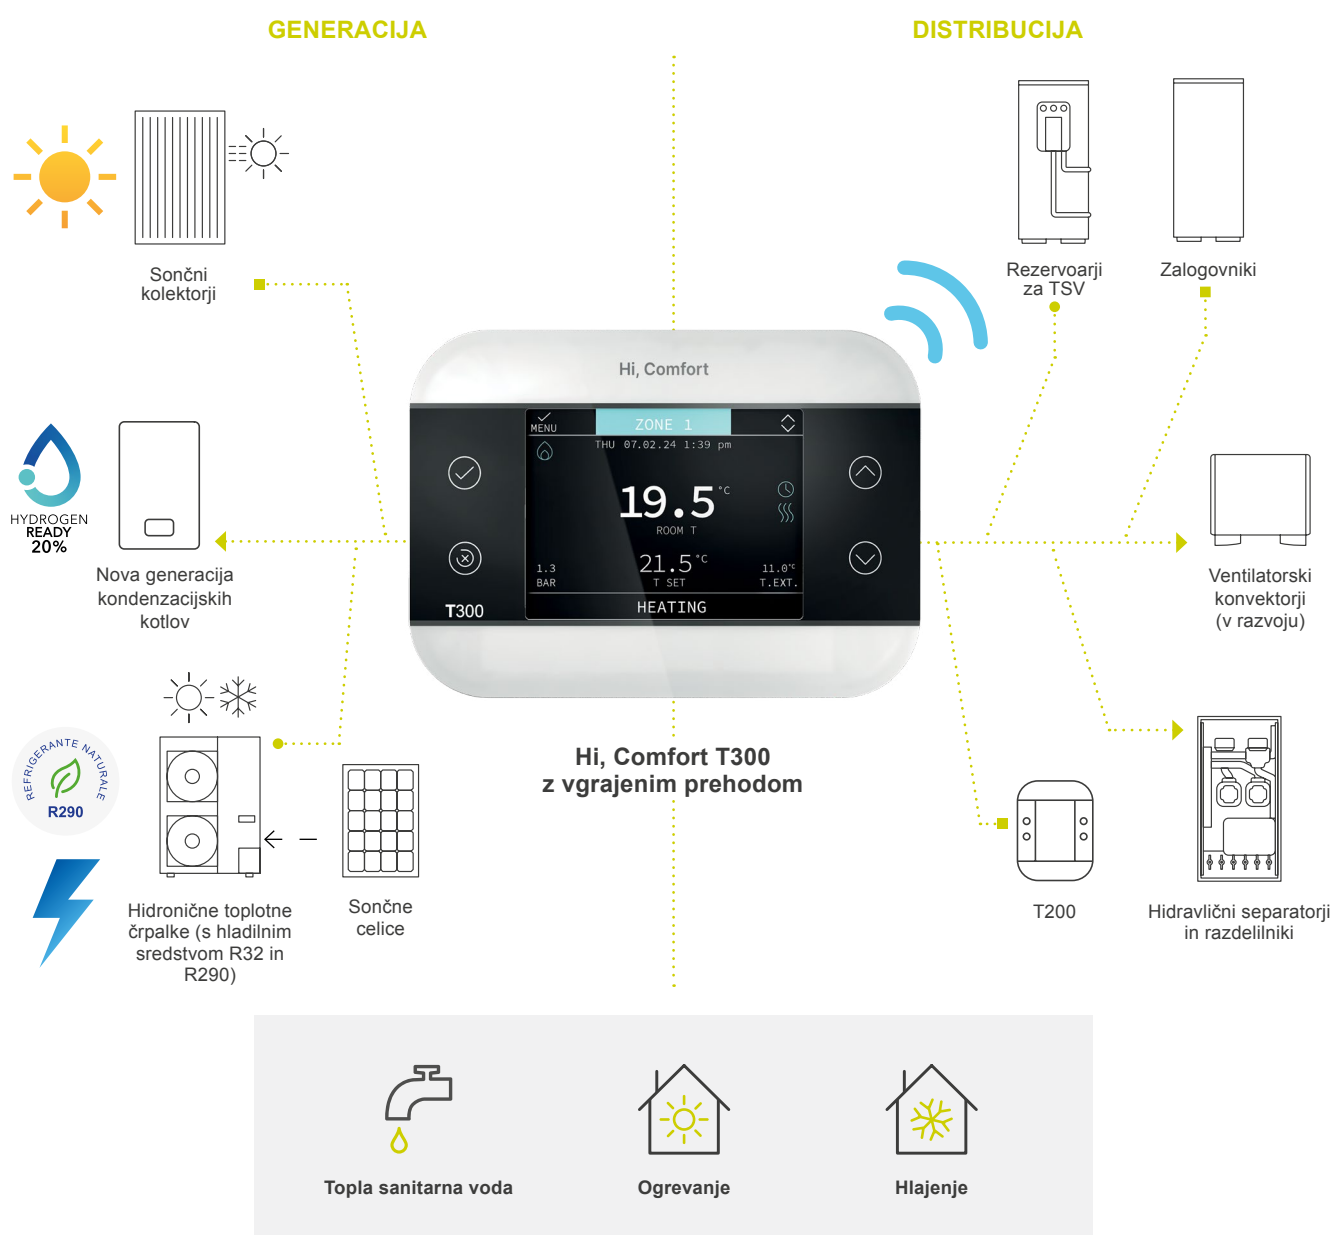 GENERACIJA
DISTRIBUCIJA
Sončni
kolektorji
Rezervoarji
za TSV
Zalogovniki
Hi, Comfort
MENU
ZONE 1
THU 07.02.24 1:39 pm
19.5 °C
ROOM T
21.5 °C
T SET
1.3
BAR
11.0°C
T.EXT.
HEATING
T300
HYDROGEN
READY
20%
Nova generacija
kondenzacijskih
kotlov
Ventilatorski
konvektorji
(v razvoju)
REFRIGERANTE NATURALE
R290
Hi, Comfort T300
z vgrajenim prehodom
Hidronične toplotne
črpalke (s hladilnim
sredstvom R32 in
R290)
Sončne
celice
T200
Hidravlični separatorji
in razdelilniki
Topla sanitarna voda
Ogrevanje
Hlajenje